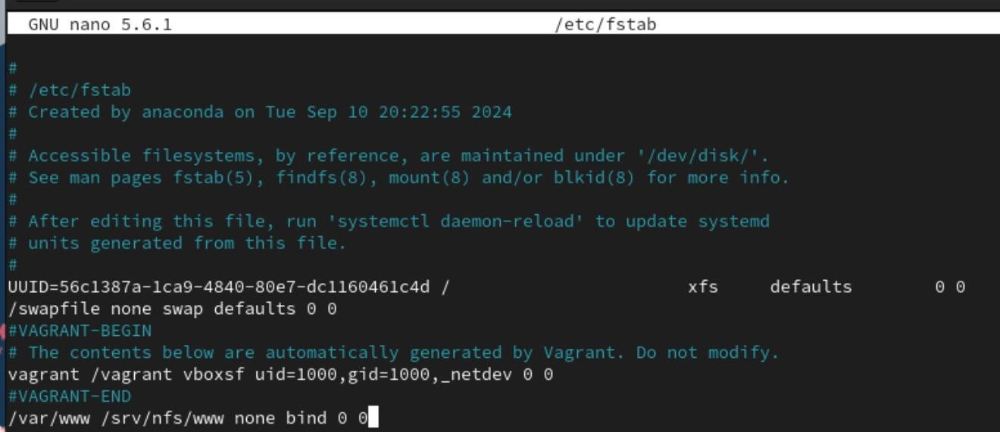 GNU nano 5.6.1 /etc/fstab
#
# /etc/fstab
# Created by anaconda on Tue Sep 10 20:22:55 2024
#
# Accessible filesystems, by reference, are maintained under '/dev/disk/'.
# See man pages fstab(5), findfs(8), mount(8) and/or blkid(8) for more info.
#
# After editing this file, run 'systemctl daemon-reload' to update systemd
# units generated from this file.
#
UUID=56c1387a-1ca9-4840-80e7-dc1160461c4d / xfs defaults 0 0
/swapfile none swap defaults 0 0
#VAGRANT-BEGIN
# The contents below are automatically generated by Vagrant. Do not modify.
vagrant /vagrant vboxsf uid=1000,gid=1000,_netdev 0 0
#VAGRANT-END
/var/www /srv/nfs/www none bind 0 0